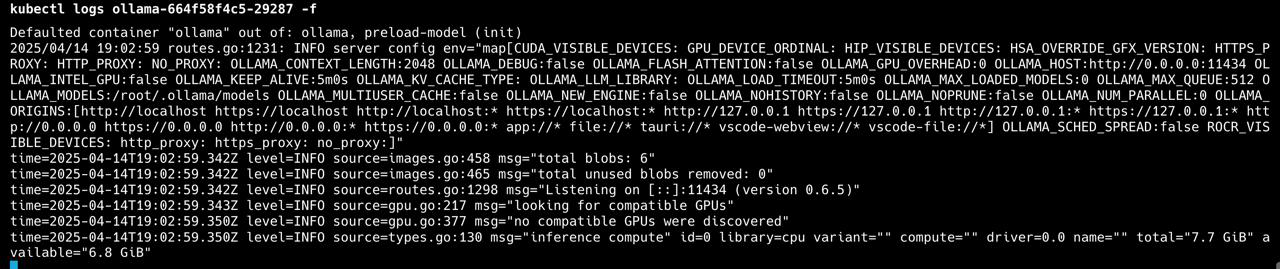 kubectl logs ollama-664f58f4c5-29287 -f
Defaulted container "ollama" out of: ollama, preload-model (init)
2025/04/14 19:02:59 routes.go:1231: INFO server config env="map[CUDA_VISIBLE_DEVICES: GPU_DEVICE_ORDINAL: HIP_VISIBLE_DEVICES: HSA_OVERRIDE_GFX_VERSION: HTTPS_P
ROXY: HTTP_PROXY: NO_PROXY: OLLAMA_CONTEXT_LENGTH:2048 OLLAMA_DEBUG:false OLLAMA_FLASH_ATTENTION:false OLLAMA_GPU_OVERHEAD:0 OLLAMA_HOST:http://0.0.0.0:11434 OL
LAMA_INTEL_GPU:false OLLAMA_KEEP_ALIVE:5m0s OLLAMA_KV_CACHE_TYPE: OLLAMA_LLM_LIBRARY: OLLAMA_LOAD_TIMEOUT:5m0s OLLAMA_MAX_LOADED_MODELS:0 OLLAMA_MAX_QUEUE:512 O
LLAMA_MODELS:/root/.ollama/models OLLAMA_MULTIUSER_CACHE:false OLLAMA_NEW_ENGINE:false OLLAMA_NOHISTORY:false OLLAMA_NOPRUNE:false OLLAMA_NUM_PARALLEL:0 OLLAMA_
ORIGINS:[http://localhost https://localhost http://localhost:* https://localhost:* http://127.0.0.1 https://127.0.0.1 http://127.0.0.1:* https://127.0.0.1:* htt
p://0.0.0.0 https://0.0.0.0 http://0.0.0.0:* https://0.0.0.0:* app://* file://* tauri://* vscode-webview://* vscode-file://*] OLLAMA_SCHED_SPREAD:false ROCR_VIS
IBLE_DEVICES: http_proxy: https_proxy: no_proxy:]"
time=2025-04-14T19:02:59.342Z level=INFO source=images.go:458 msg="total blobs: 6"
time=2025-04-14T19:02:59.342Z level=INFO source=images.go:465 msg="total unused blobs removed: 0"
time=2025-04-14T19:02:59.342Z level=INFO source=routes.go:1298 msg="Listening on [::]:11434 (version 0.6.5)"
time=2025-04-14T19:02:59.343Z level=INFO source=gpu.go:217 msg="looking for compatible GPUs"
time=2025-04-14T19:02:59.350Z level=INFO source=gpu.go:377 msg="no compatible GPUs were discovered"
time=2025-04-14T19:02:59.350Z level=INFO source=types.go:130 msg="inference compute" id=0 library=cpu variant="" compute="" driver=0.0 name="" total="7.7 GiB" a
vailable="6.8 GiB"